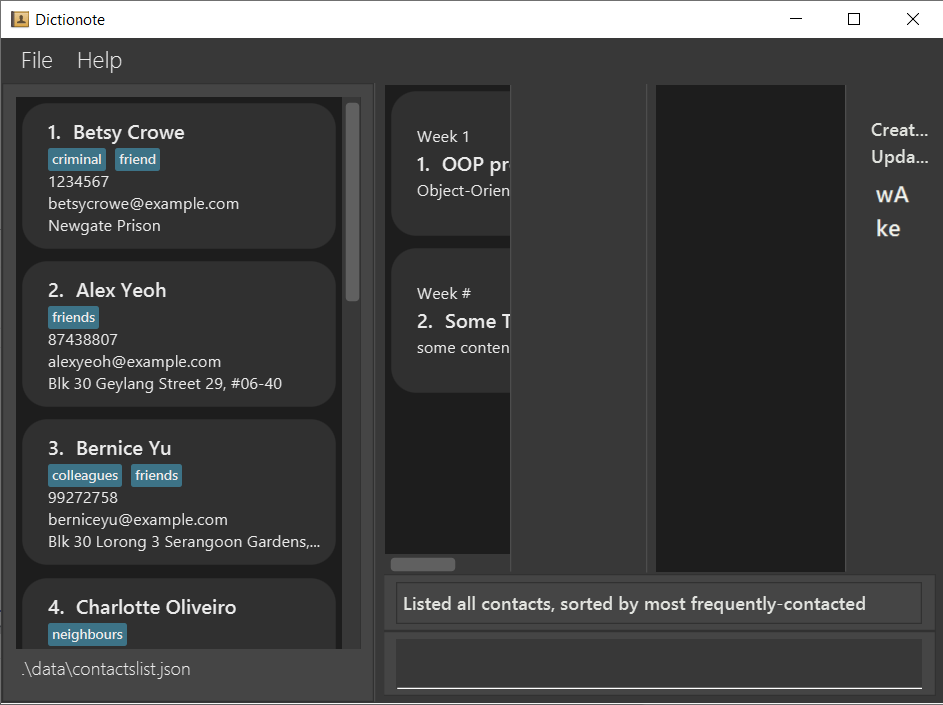 Dictionote
File Help
1. Betsy Crowe
criminal friend
1234567
betsycrowe@example.com
Newgate Prison
2. Alex Yeoh
friends
87438807
alexyeoh@example.com
Blk 30 Geylang Street 29, #06-40
3. Bernice Yu
colleagues friends
99272758
berniceyu@example.com
Blk 30 Lorong 3 Serangoon Gardens,...
4. Charlotte Oliveiro
neighbours
.\data\contactslist.json
Week 1
1. OOP pr
Object-Orien
Week #
2. Some T
some conten
Creat...
Upda...
wA
ke
Listed all contacts, sorted by most frequently-contacted